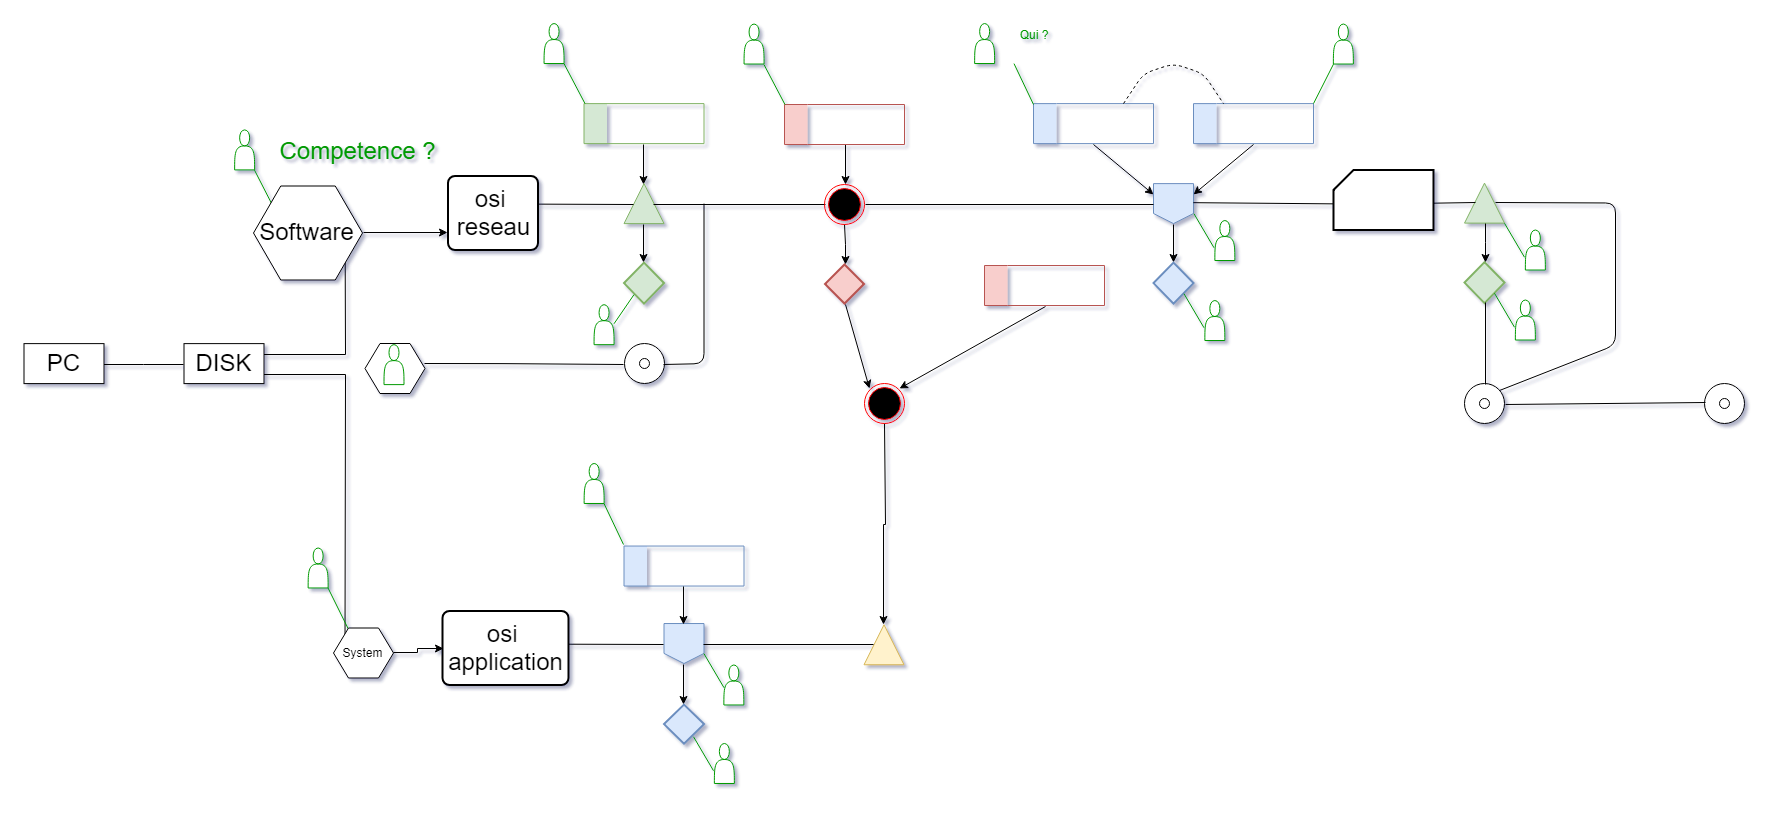 Qui ?
Competence ?
osi
reseau
Software
PC
DISK
osi
application
System